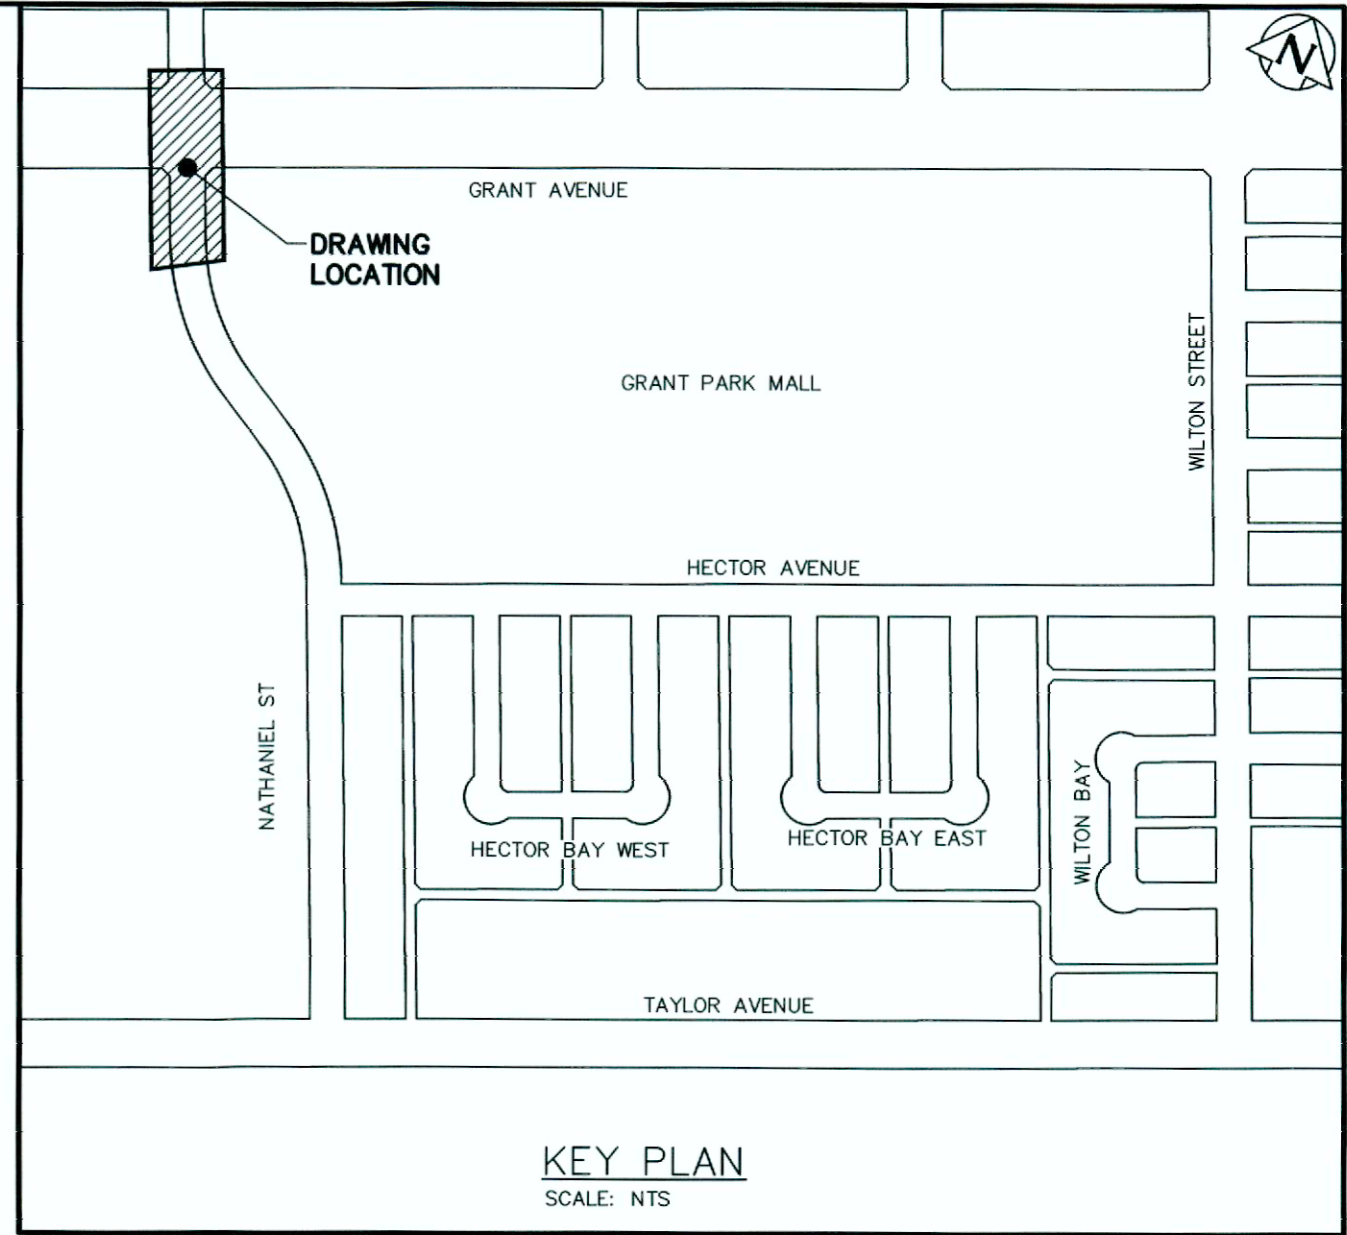 N
GRANT AVENUE
DRAWING
LOCATION
WILTON STREET
GRANT PARK MALL
HECTOR AVENUE
NATHANIEL ST
HECTOR BAY WEST
HECTOR BAY EAST
WILTON BAY
TAYLOR AVENUE
KEY PLAN
SCALE: NTS